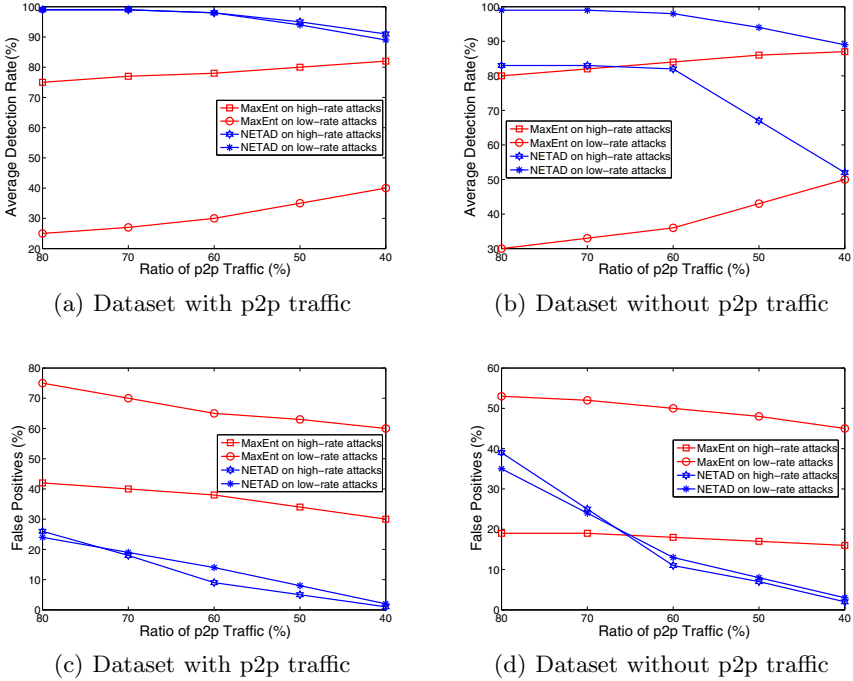 100
90
80
70
60
50
40
30
20
80 70 60 50 40
Average Detection Rate(%)
Ratio of p2p Traffic (%)
MaxEnt on high−rate attacks
MaxEnt on low−rate attacks
NETAD on high−rate attacks
NETAD on low−rate attacks
(a) Dataset with p2p traffic
100
90
80
70
60
50
40
30
80 70 60 50 40
Average Detection Rate (%)
Ratio of p2p Traffic (%)
MaxEnt on high−rate attacks
MaxEnt on low−rate attacks
NETAD on high−rate attacks
NETAD on low−rate attacks
(b) Dataset without p2p traffic
80
70
60
50
40
30
20
10
0
80 70 60 50 40
False Positives (%)
Ratio of p2p Traffic (%)
MaxEnt on high−rate attacks
MaxEnt on low−rate attacks
NETAD on high−rate attacks
NETAD on low−rate attacks
(c) Dataset with p2p traffic
60
50
40
30
20
10
0
80 70 60 50 40
False Positives (%)
Ratio of p2p Traffic (%)
MaxEnt on high−rate attacks
MaxEnt on low−rate attacks
NETAD on high−rate attacks
NETAD on low−rate attacks
(d) Dataset without p2p traffic